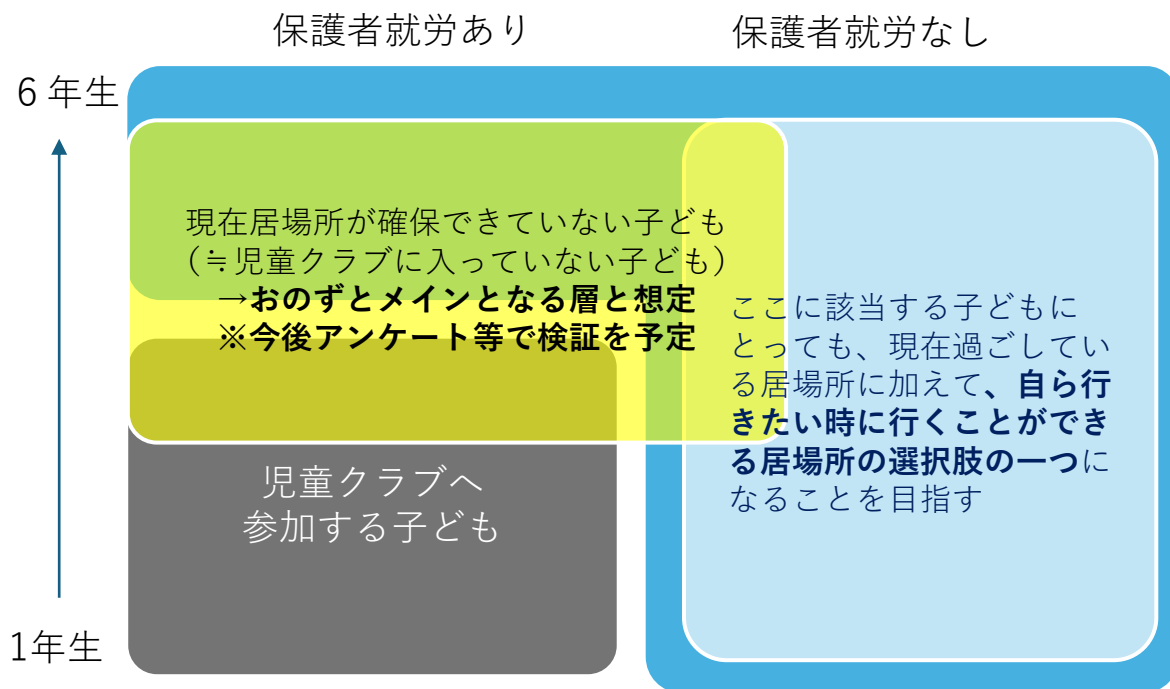 保護者就労あり
保護者就労なし
6年生
現在居場所が確保できていない子ども
(≒児童クラブに入っていない子ども)
→おのずとメインとなる層と想定
※今後アンケート等で検証を予定
ここに該当する子どもに
とっても、現在過ごしてい
る居場所に加えて、自ら行
きたい時に行くことができ
る居場所の選択肢の一つに
なることを目指す
児童クラブへ
参加する子ども
1年生